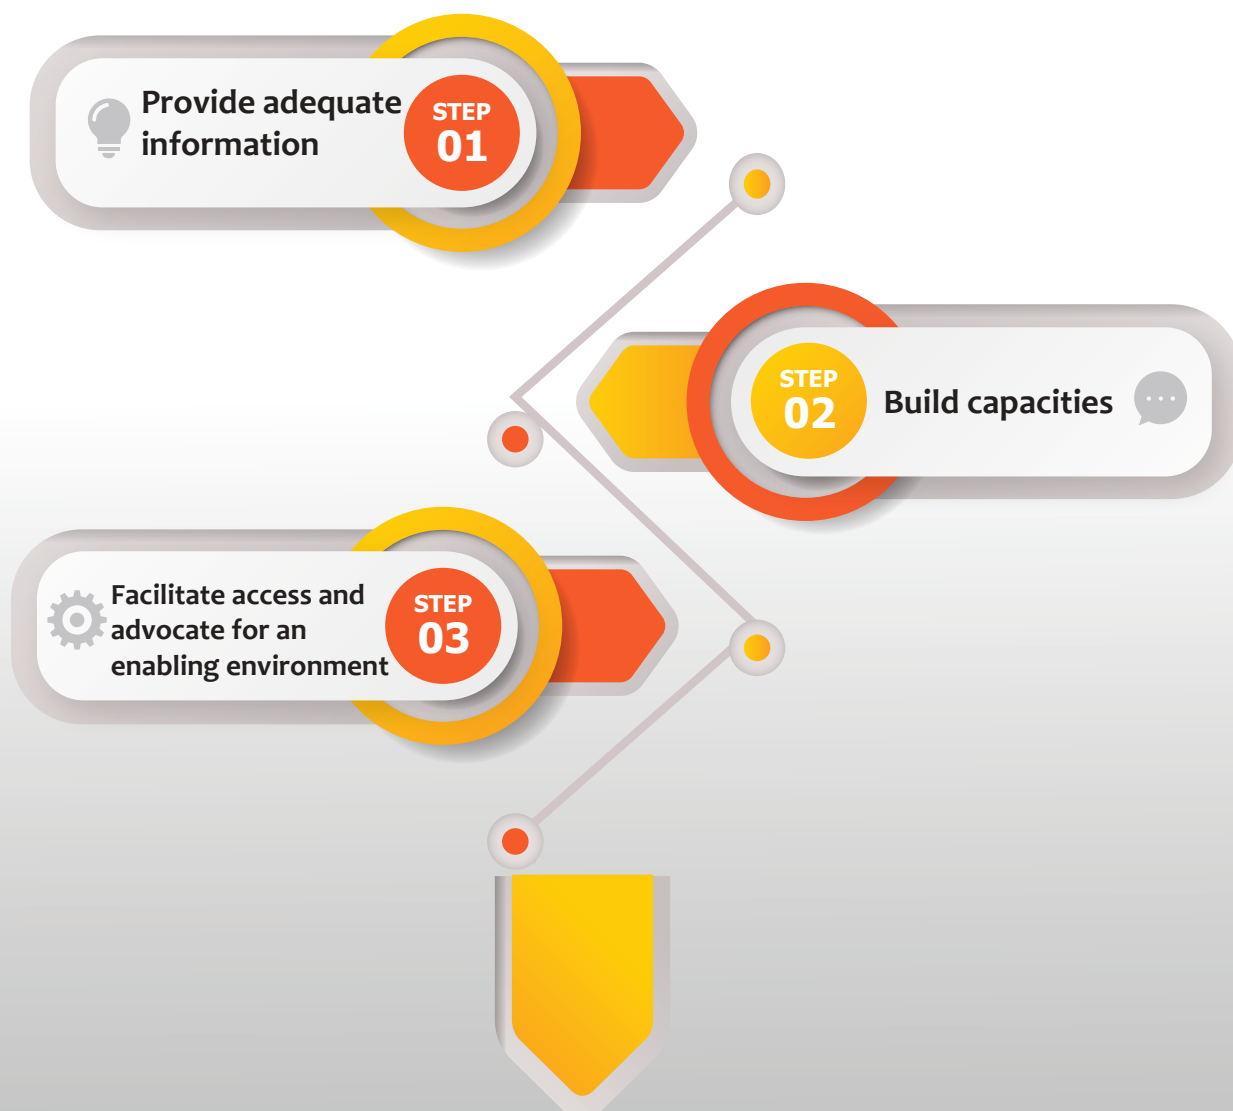 Provide adequate
information
STEP
01
STEP
02
Build capacities
Facilitate access and
advocate for an
enabling environment
STEP
03